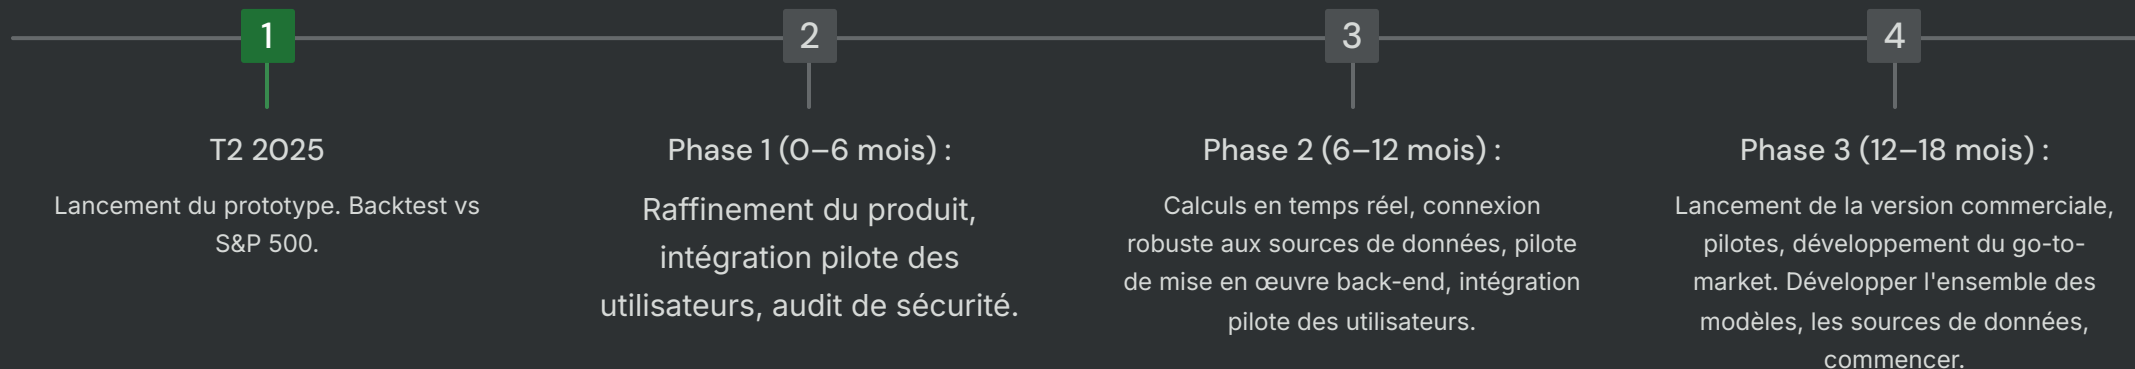 1
2
3
4
T2 2025
Lancement du prototype. Backtest vs
S&P 500.
Phase 1 (0–6 mois) :
Raffinement du produit,
intégration pilote des
utilisateurs, audit de sécurité.
Phase 2 (6–12 mois) :
Calculs en temps réel, connexion
robuste aux sources de données, pilote
de mise en œuvre back-end, intégration
pilote des utilisateurs.
Phase 3 (12–18 mois) :
Lancement de la version commerciale,
pilotes, développement du go-to-
market. Développer l'ensemble des
modèles, les sources de données,
commencer.